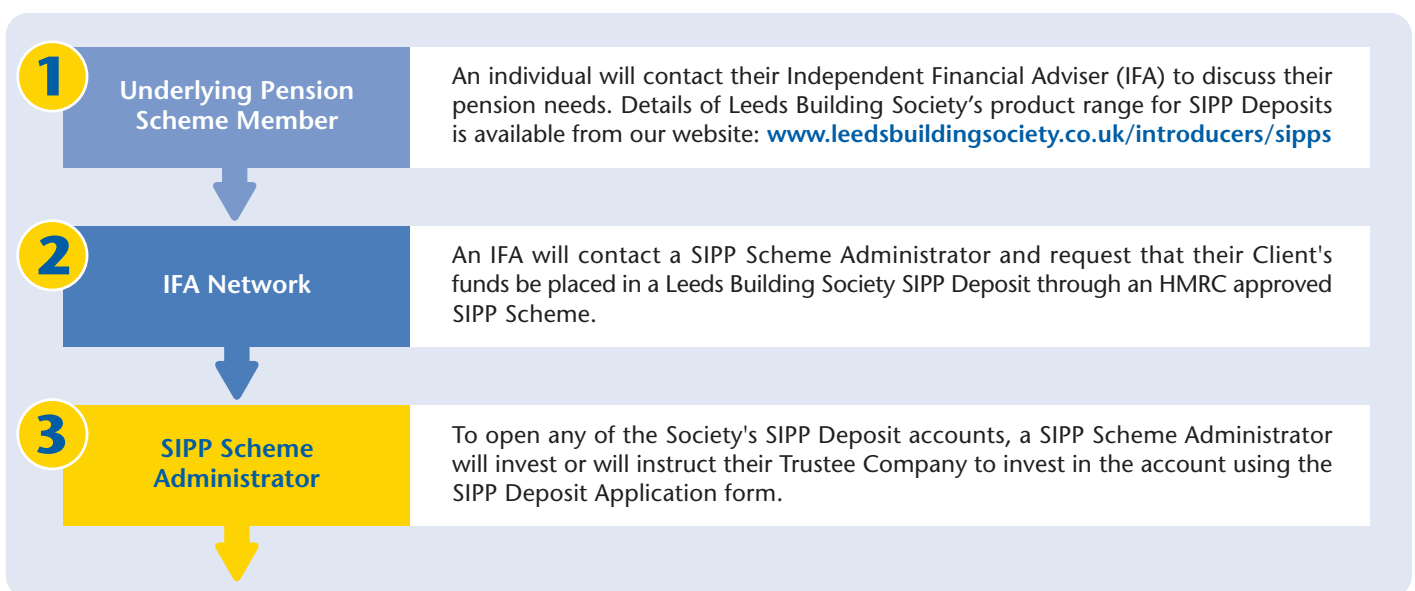 1
Underlying Pension
Scheme Member
An individual will contact their Independent Financial Adviser (IFA) to discuss their
pension needs. Details of Leeds Building Society’s product range for SIPP Deposits
is available from our website: www.leedsbuildingsociety.co.uk/introducers/sipps
2
IFA Network
An IFA will contact a SIPP Scheme Administrator and request that their Client's
funds be placed in a Leeds Building Society SIPP Deposit through an HMRC approved
SIPP Scheme.
3
SIPP Scheme
Administrator
To open any of the Society's SIPP Deposit accounts, a SIPP Scheme Administrator
will invest or will instruct their Trustee Company to invest in the account using the
SIPP Deposit Application form.